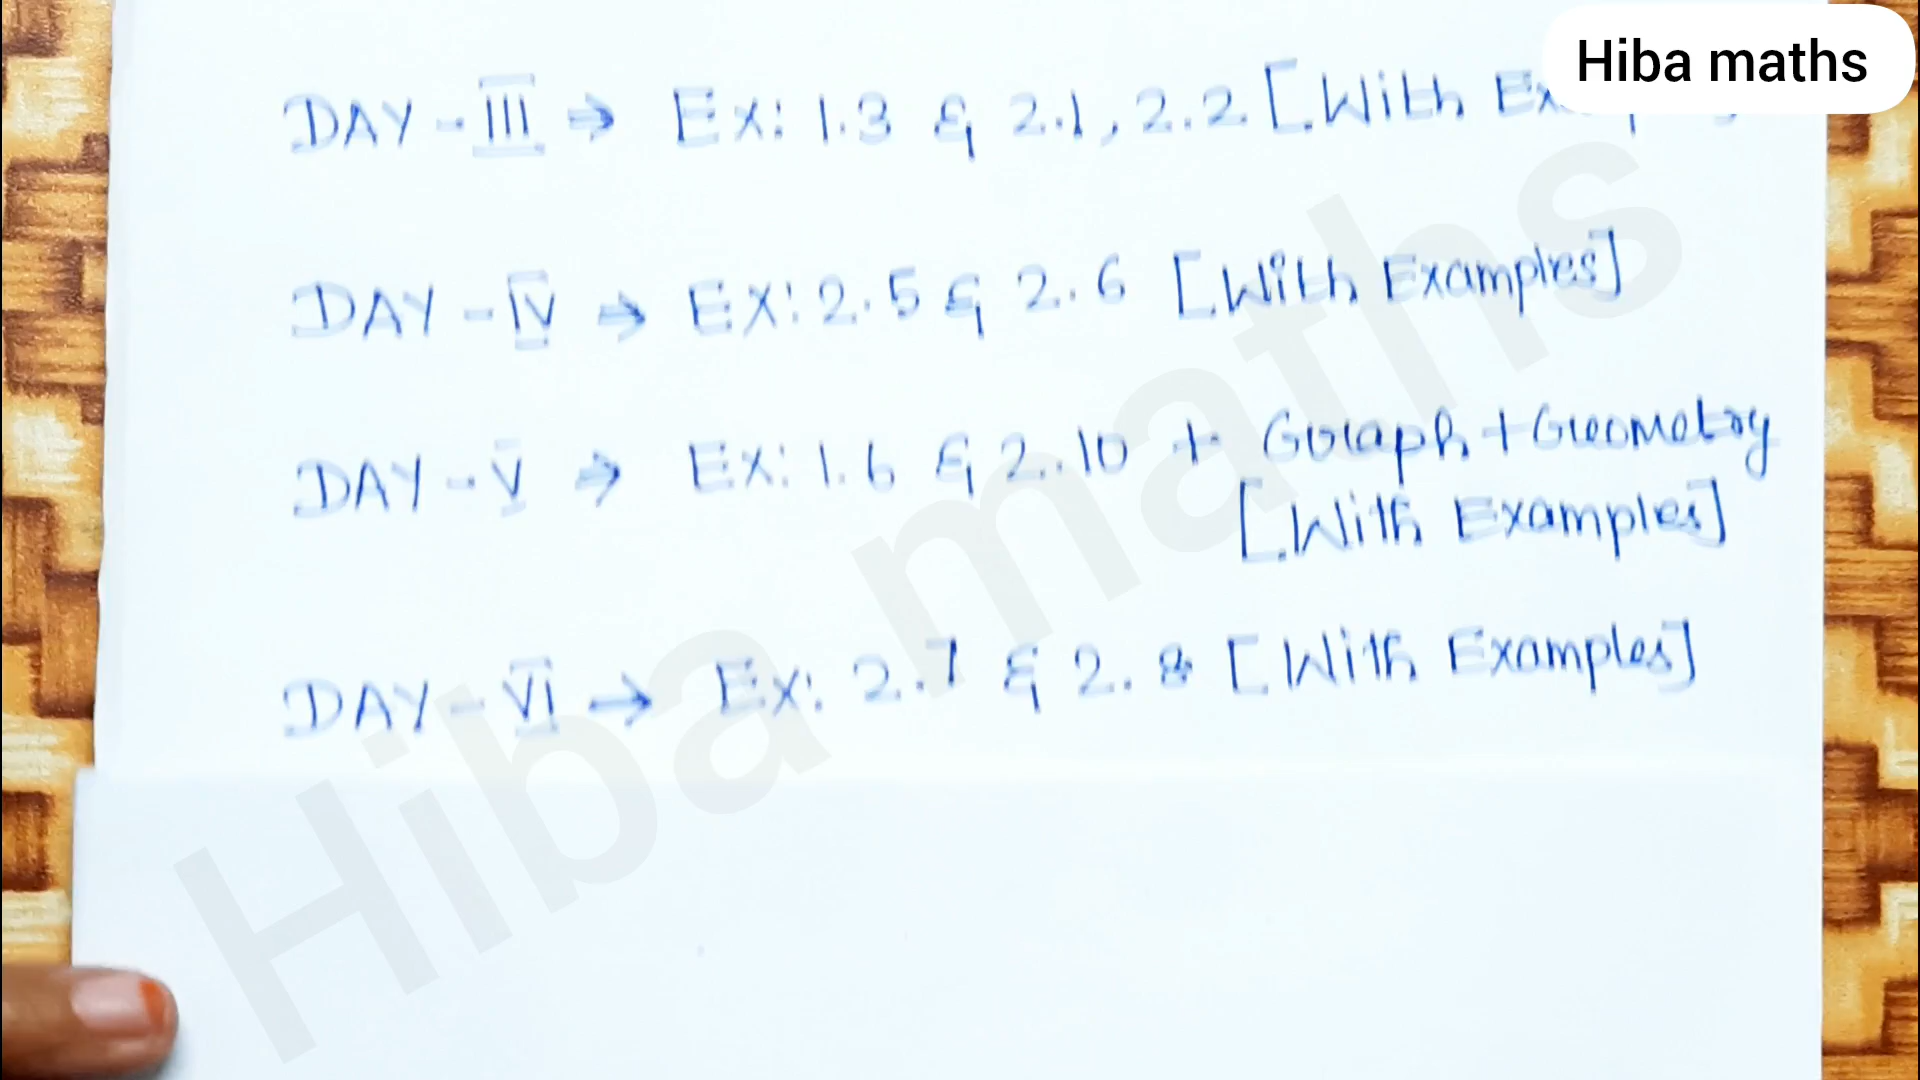 Hiba maths
DAY - III ⇒ Ex: 1.3 & 2.1, 2.2 [With
DAY - IV ⇒ EX: 2.5 & 2.6 [With Examples]
DAY - V ⇒ Ex: 1.6 & 2.10 + Graph + Geometry
[With Examples]
DAY - VI → Ex: 2.7 & 2.8 [With Examples]
Hiba maths